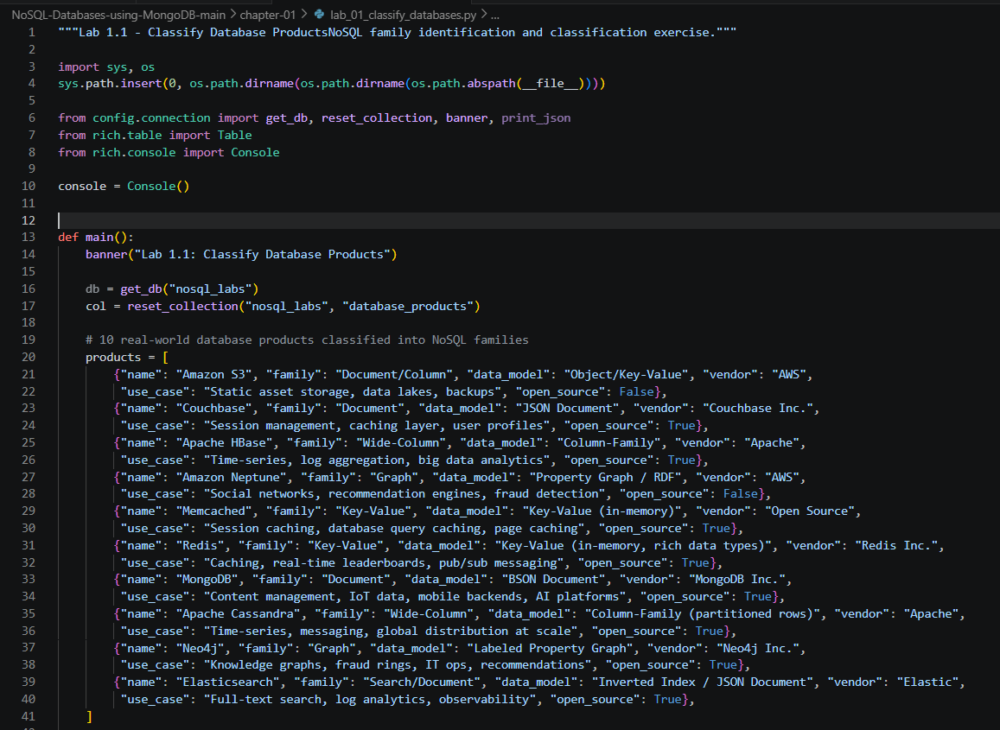 NoSQL-Databases-using-MongoDB-main > chapter-01 > lab_01_classify_databases.py > ...
1 """Lab 1.1 - Classify Database ProductsNoSQL family identification and classification exercise."""
2
3 import sys, os
4 sys.path.insert(0, os.path.dirname(os.path.dirname(os.path.abspath(__file__))))
5
6 from config.connection import get_db, reset_collection, banner, print_json
7 from rich.table import Table
8 from rich.console import Console
9
10 console = Console()
11
12
13 def main():
14     banner("Lab 1.1: Classify Database Products")
15
16     db = get_db("nosql_labs")
17     col = reset_collection("nosql_labs", "database_products")
18
19     # 10 real-world database products classified into NoSQL families
20     products = [
21         {"name": "Amazon S3", "family": "Document/Column", "data_model": "Object/Key-Value", "vendor": "AWS",
22          "use_case": "Static asset storage, data lakes, backups", "open_source": False},
23         {"name": "Couchbase", "family": "Document", "data_model": "JSON Document", "vendor": "Couchbase Inc.",
24          "use_case": "Session management, caching layer, user profiles", "open_source": True},
25         {"name": "Apache HBase", "family": "Wide-Column", "data_model": "Column-Family", "vendor": "Apache",
26          "use_case": "Time-series, log aggregation, big data analytics", "open_source": True},
27         {"name": "Amazon Neptune", "family": "Graph", "data_model": "Property Graph / RDF", "vendor": "AWS",
28          "use_case": "Social networks, recommendation engines, fraud detection", "open_source": False},
29         {"name": "Memcached", "family": "Key-Value", "data_model": "Key-Value (in-memory)", "vendor": "Open Source",
30          "use_case": "Session caching, database query caching, page caching", "open_source": True},
31         {"name": "Redis", "family": "Key-Value", "data_model": "Key-Value (in-memory, rich data types)", "vendor": "Redis Inc.",
32          "use_case": "Caching, real-time leaderboards, pub/sub messaging", "open_source": True},
33         {"name": "MongoDB", "family": "Document", "data_model": "BSON Document", "vendor": "MongoDB Inc.",
34          "use_case": "Content management, IoT data, mobile backends, AI platforms", "open_source": True},
35         {"name": "Apache Cassandra", "family": "Wide-Column", "data_model": "Column-Family (partitioned rows)", "vendor": "Apache",
36          "use_case": "Time-series, messaging, global distribution at scale", "open_source": True},
37         {"name": "Neo4j", "family": "Graph", "data_model": "Labeled Property Graph", "vendor": "Neo4j Inc.",
38          "use_case": "Knowledge graphs, fraud rings, IT ops, recommendations", "open_source": True},
39         {"name": "Elasticsearch", "family": "Search/Document", "data_model": "Inverted Index / JSON Document", "vendor": "Elastic",
40          "use_case": "Full-text search, log analytics, observability", "open_source": True},
41     ]